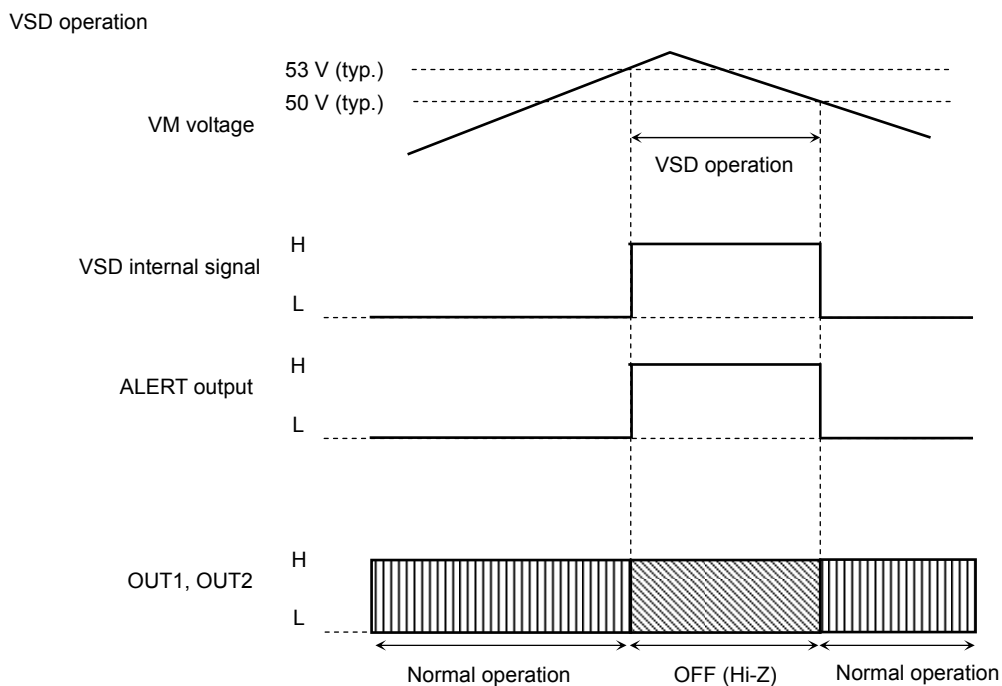 VSD operation
53 V (typ.)
50 V (typ.)
VM voltage
VSD operation
H
VSD internal signal
L
H
ALERT output
L
H
OUT1, OUT2
L
Normal operation
OFF (Hi-Z)
Normal operation